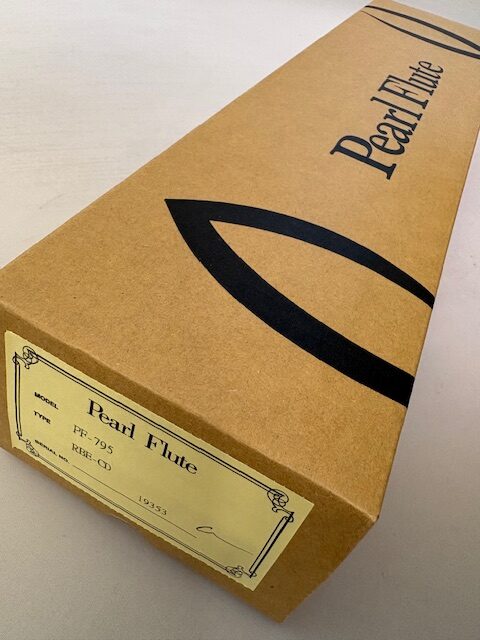 Pearl Flute
Pearl Flute
MODEL PF-795
TYPE RBE-CD
SERIAL NO. 19353